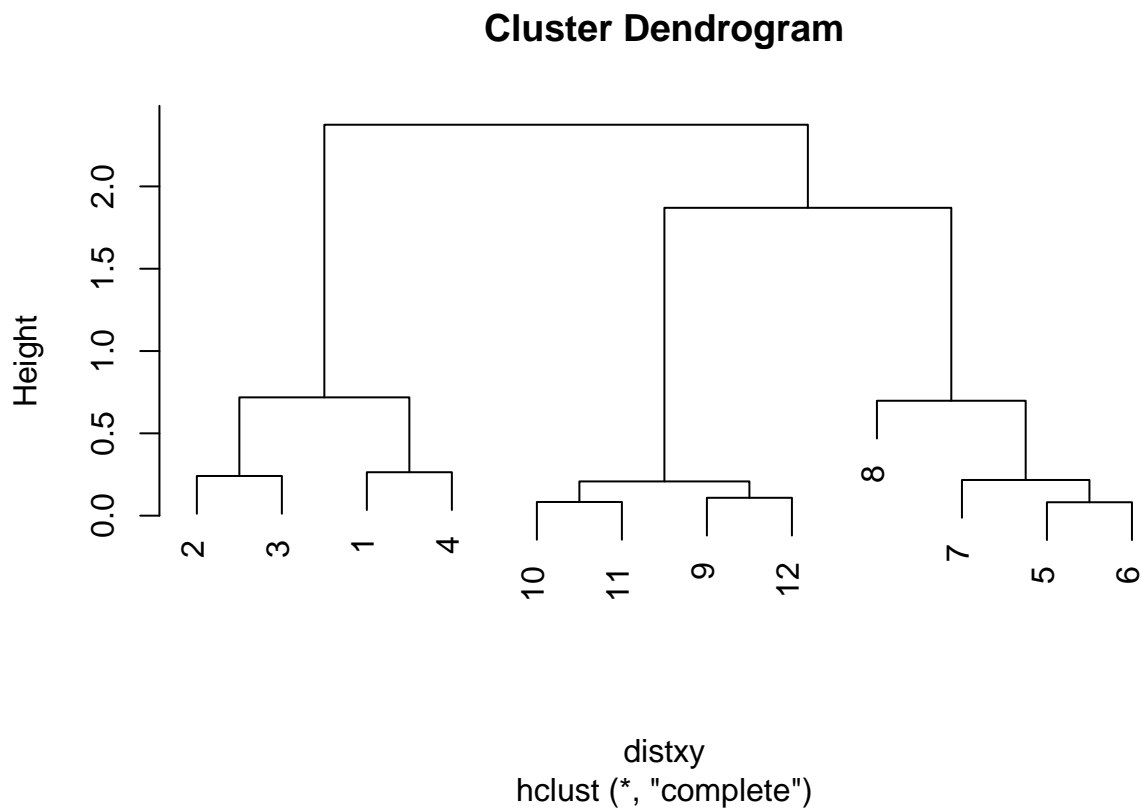 Cluster Dendrogram
Height
0.0 0.5 1.0 1.5 2.0
2 3 1 4 10 11 9 12 8 7 5 6
distxy
hclust (*, "complete")